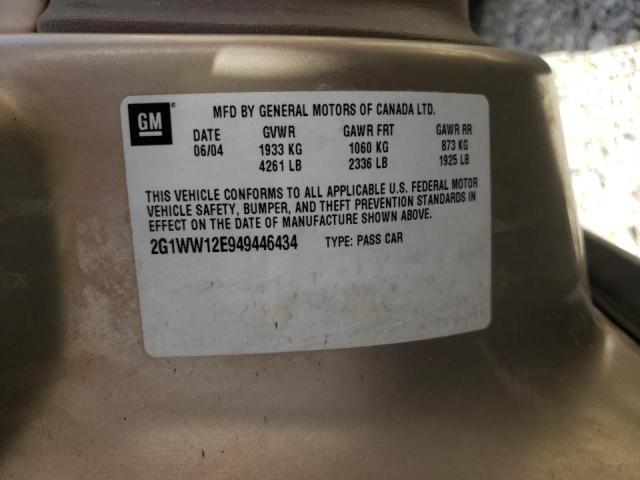 GM
MFD BY GENERAL MOTORS OF CANADA LTD.
DATE GVWR GAWR FRT GAWR RR
06/04 1933 KG 1060 KG 873 KG
4261 LB 2336 LB 1925 LB
THIS VEHICLE CONFORMS TO ALL APPLICABLE U.S. FEDERAL MOTOR
VEHICLE SAFETY, BUMPER, AND THEFT PREVENTION STANDARDS IN
EFFECT ON THE DATE OF MANUFACTURE SHOWN ABOVE.
2G1WW12E949446434 TYPE: PASS CAR